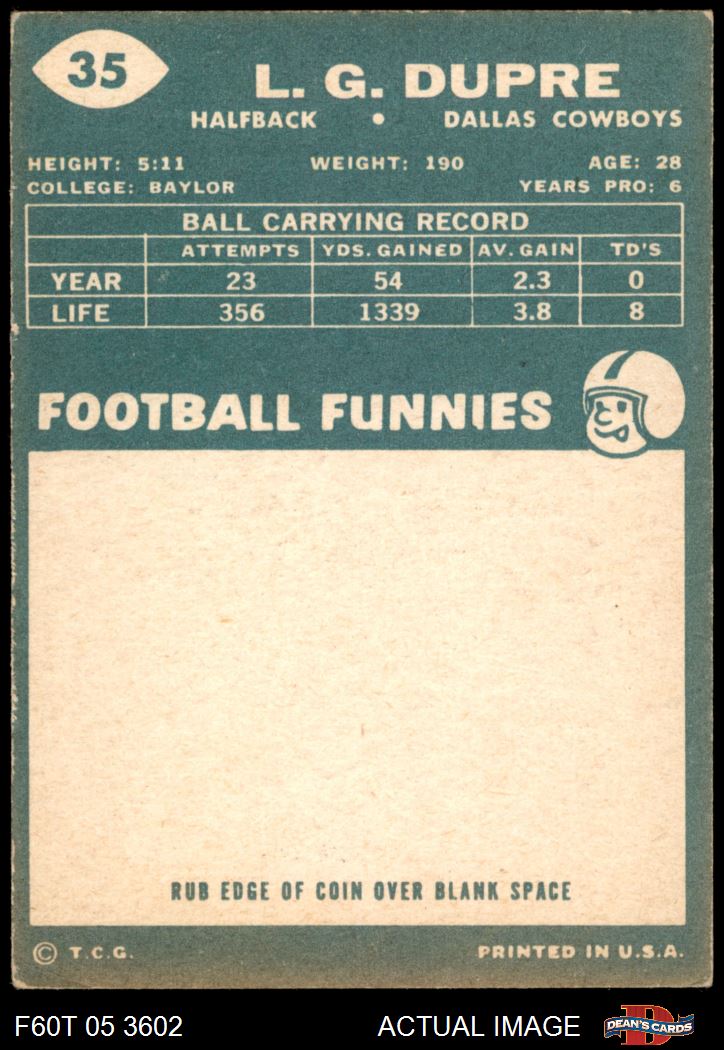 35
L. G. DUPRE
HALFBACK • DALLAS COWBOYS
HEIGHT: 5:11 WEIGHT: 190 AGE: 28
COLLEGE: BAYLOR YEARS PRO: 6
BALL CARRYING RECORD
ATTEMPTS YDS. GAINED AV. GAIN TD'S
YEAR 23 54 2.3 0
LIFE 356 1339 3.8 8
FOOTBALL FUNNIES
RUB EDGE OF COIN OVER BLANK SPACE
© T.C.G. PRINTED IN U.S.A.
F60T 05 3602 ACTUAL IMAGE D DEAN'S CARDS